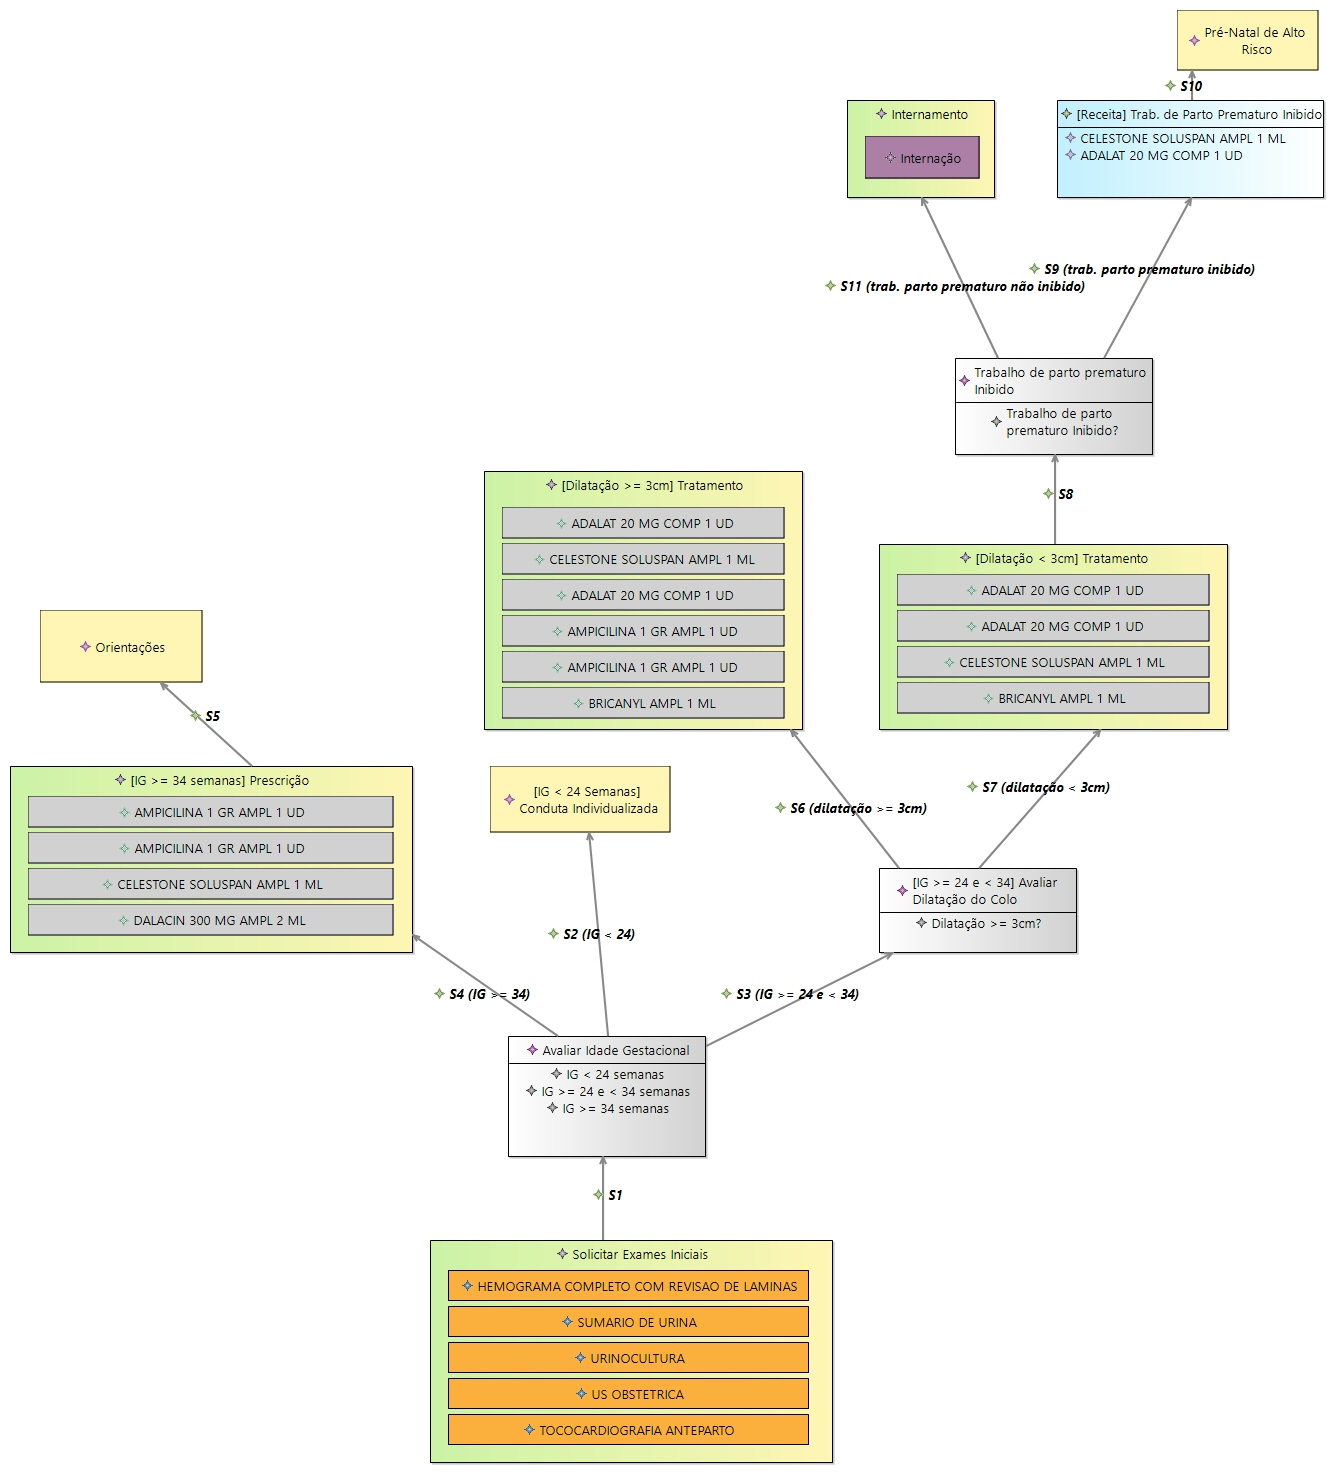 Pré-Natal de Alto
Risco
S10
Internamento
Internação
[Receita] Trab. de Parto Prematuro Inibido
CELESTONE SOLUSPAN AMPL 1 ML
ADALAT 20 MG COMP 1 UD
S9 (trab. parto prematuro inibido)
S11 (trab. parto prematuro não inibido)
Trabalho de parto prematuro
Inibido
Trabalho de parto
prematuro Inibido?
S8
[Dilatação >= 3cm] Tratamento
ADALAT 20 MG COMP 1 UD
CELESTONE SOLUSPAN AMPL 1 ML
ADALAT 20 MG COMP 1 UD
AMPICILINA 1 GR AMPL 1 UD
AMPICILINA 1 GR AMPL 1 UD
BRICANYL AMPL 1 ML
[Dilatação < 3cm] Tratamento
ADALAT 20 MG COMP 1 UD
ADALAT 20 MG COMP 1 UD
CELESTONE SOLUSPAN AMPL 1 ML
BRICANYL AMPL 1 ML
Orientações
S5
[IG >= 34 semanas] Prescrição
AMPICILINA 1 GR AMPL 1 UD
AMPICILINA 1 GR AMPL 1 UD
CELESTONE SOLUSPAN AMPL 1 ML
DALACIN 300 MG AMPL 2 ML
[IG < 24 Semanas]
Conduta Individualizada
S6 (dilatação >= 3cm)
S7 (dilatação < 3cm)
[IG >= 24 e < 34] Avaliar
Dilatação do Colo
Dilatação >= 3cm?
S2 (IG < 24)
S4 (IG >= 34)
S3 (IG >= 24 e < 34)
Avaliar Idade Gestacional
IG < 24 semanas
IG >= 24 e < 34 semanas
IG >= 34 semanas
S1
Solicitar Exames Iniciais
HEMOGRAMA COMPLETO COM REVISAO DE LAMINAS
SUMARIO DE URINA
URINOCULTURA
US OBSTETRICA
TOCOCARDIOGRAFIA ANTEPARTO